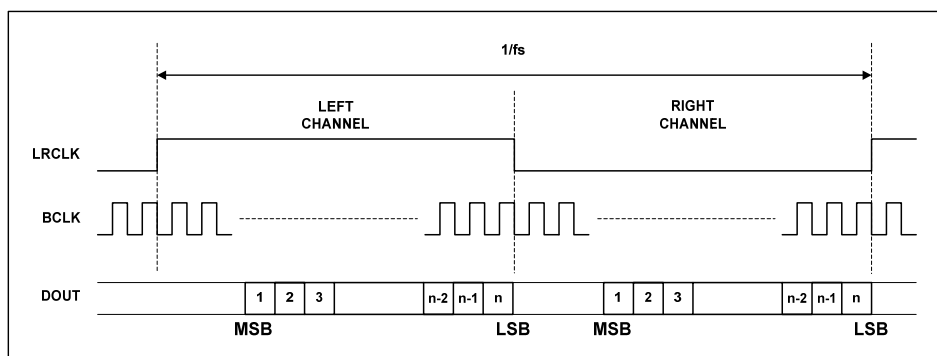 1/fs
LEFT
CHANNEL
RIGHT
CHANNEL
LRCLK
BCLK
DOUT
1 2 3 n-2 n-1 n 1 2 3 n-2 n-1 n
MSB LSB MSB LSB